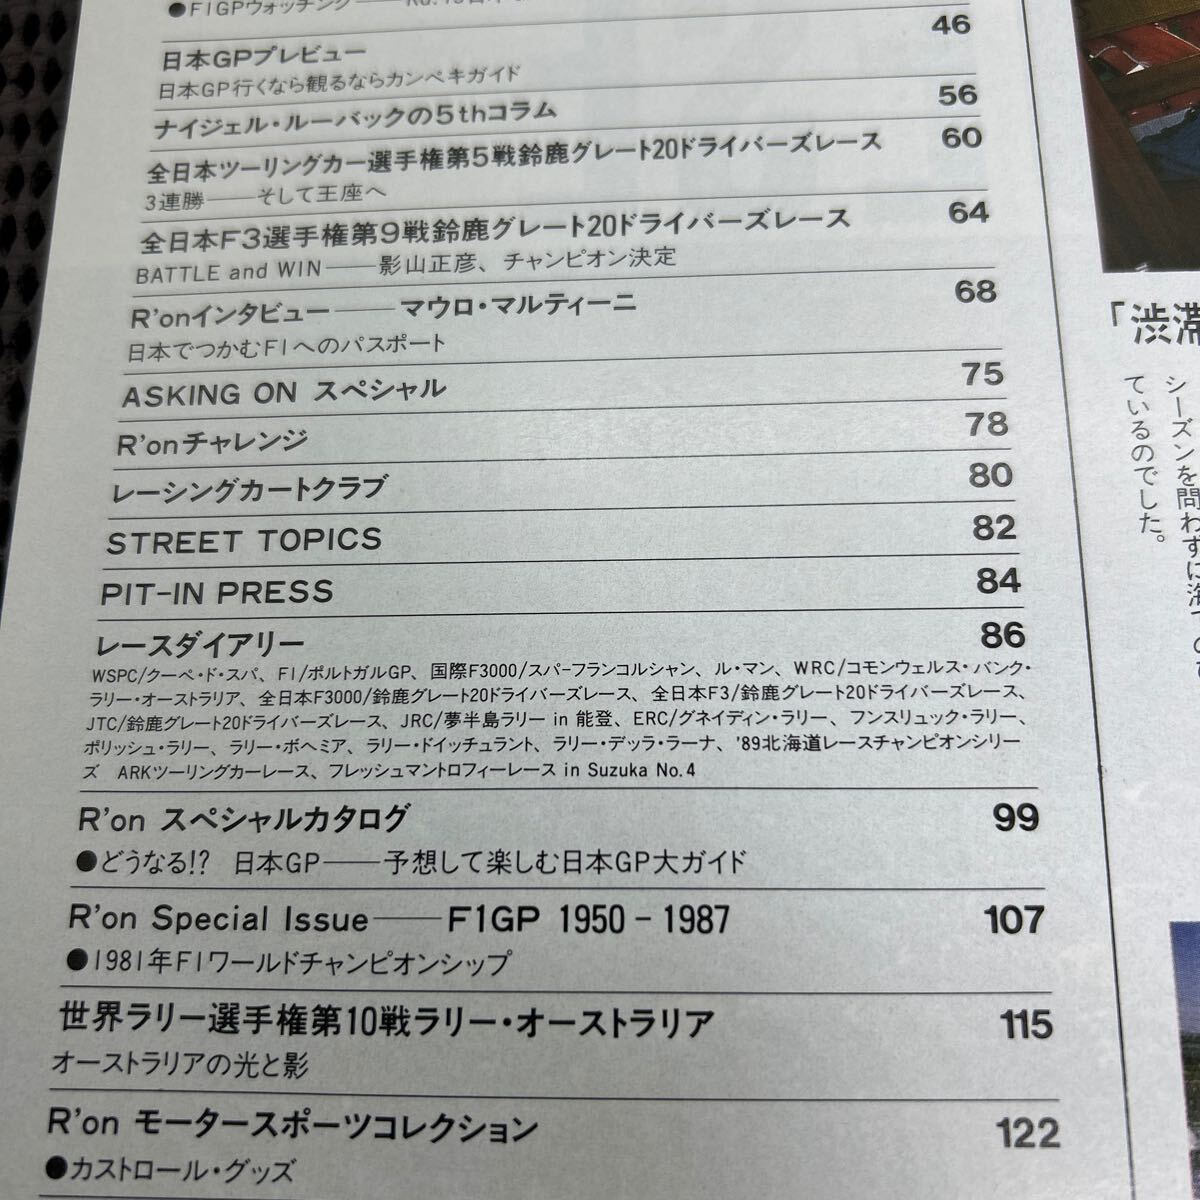 ●F1GPウォッチング
46
日本GPプレビュー
日本GP行くなら観るならカンペキガイド
56
ナイジェル・ルーバックの5thコラム
60
全日本ツーリングカー選手権第5戦鈴鹿グレート20ドライバーズレース
3連勝――そして王座へ
64
全日本F3選手権第9戦鈴鹿グレート20ドライバーズレース
BATTLE and WIN――影山正彦、チャンピオン決定
68
R'onインタビュー――マウロ・マルティーニ
日本でつかむF1へのパスポート
ASKING ON スペシャル 75
R'onチャレンジ 78
レーシングカートクラブ 80
STREET TOPICS 82
PIT-IN PRESS 84
レースダイアリー 86
WSPC/クーペ・ド・スパ、F1/ポルトガルGP、国際F3000/スパ-フランコルシャン、ル・マン、WRC/コモンウェルス・バンク・
ラリー・オーストラリア、全日本F3000/鈴鹿グレート20ドライバーズレース、全日本F3/鈴鹿グレート20ドライバーズレース、
JTC/鈴鹿グレート20ドライバーズレース、JRC/夢半島ラリー in 能登、ERC/グネイディン・ラリー、フンスリュック・ラリー、
ポリッシュ・ラリー、ラリー・ボヘミア、ラリー・ドイッチュラント、ラリー・デッラ・ラーナ、'89北海道レースチャンピオンシリー
ズ ARKツーリングカーレース、フレッシュマントロフィーレース in Suzuka No.4
R'on スペシャルカタログ 99
●どうなる!? 日本GP――予想して楽しむ日本GP大ガイド
R'on Special Issue――F1GP 1950－1987 107
●1981年F1ワールドチャンピオンシップ
世界ラリー選手権第10戦ラリー・オーストラリア 115
オーストラリアの光と影
R'on モータースポーツコレクション 122
●カストロール・グッズ
「渋滞
シーズンを問わずに
ているのでした。